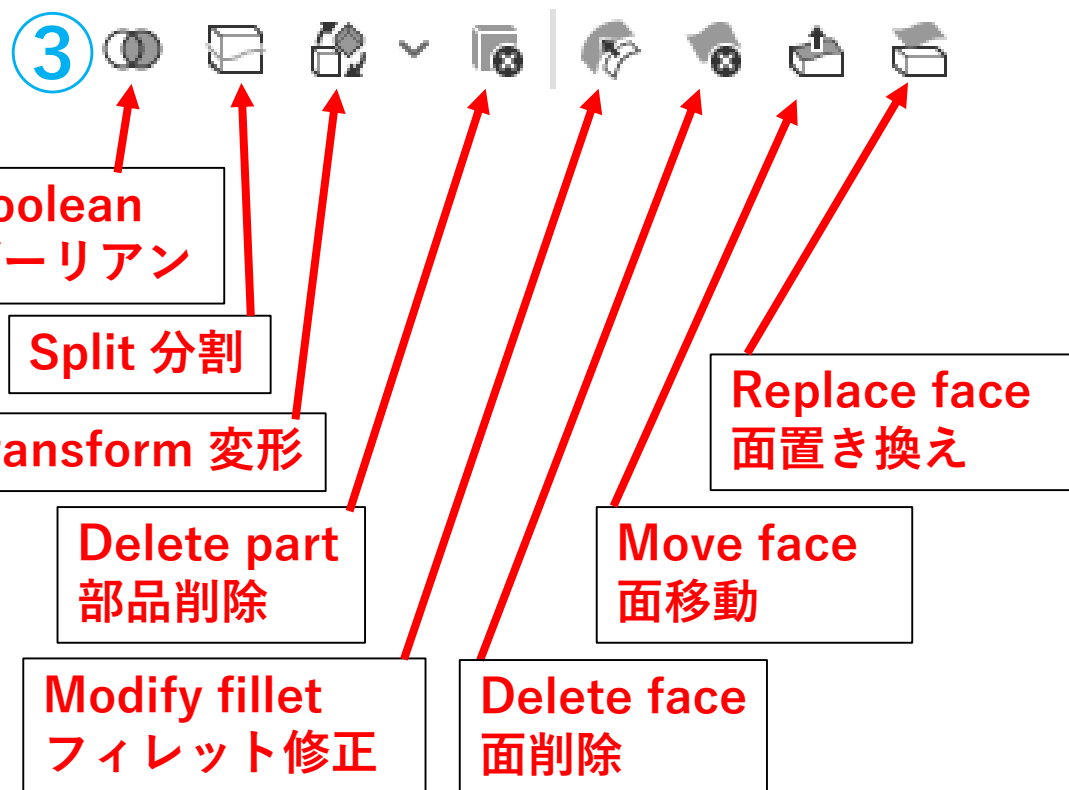 ③
oolean
ーリアン
Split 分割
ansform 変形
Replace face
面置き換え
Delete part
部品削除
Move face
面移動
Modify fillet
フィレット修正
Delete face
面削除